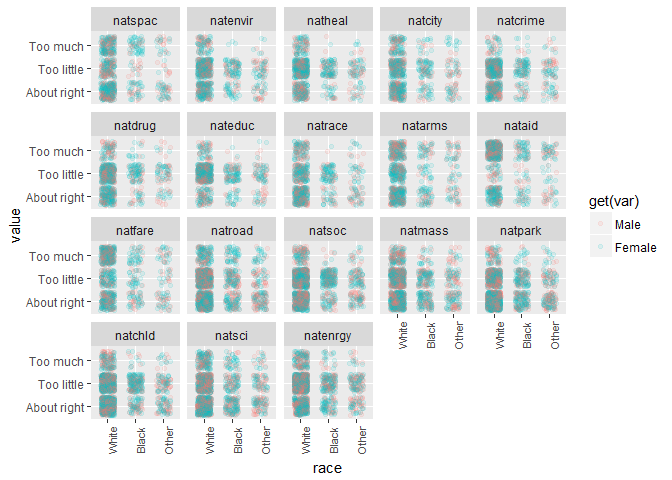 natspac natenvir natheal natcity natcrime
Too much
Too little
About right
natdrug nateduc natrace natarms nataid
Too much
Too little
About right
natfare natroad natsoc natmass natpark
Too much
Too little
About right
White Black Other White Black Other
natchld natsci natenrgy
Too much
Too little
About right
White Black Other White Black Other White Black Other
race
value
get(var)
Male
Female